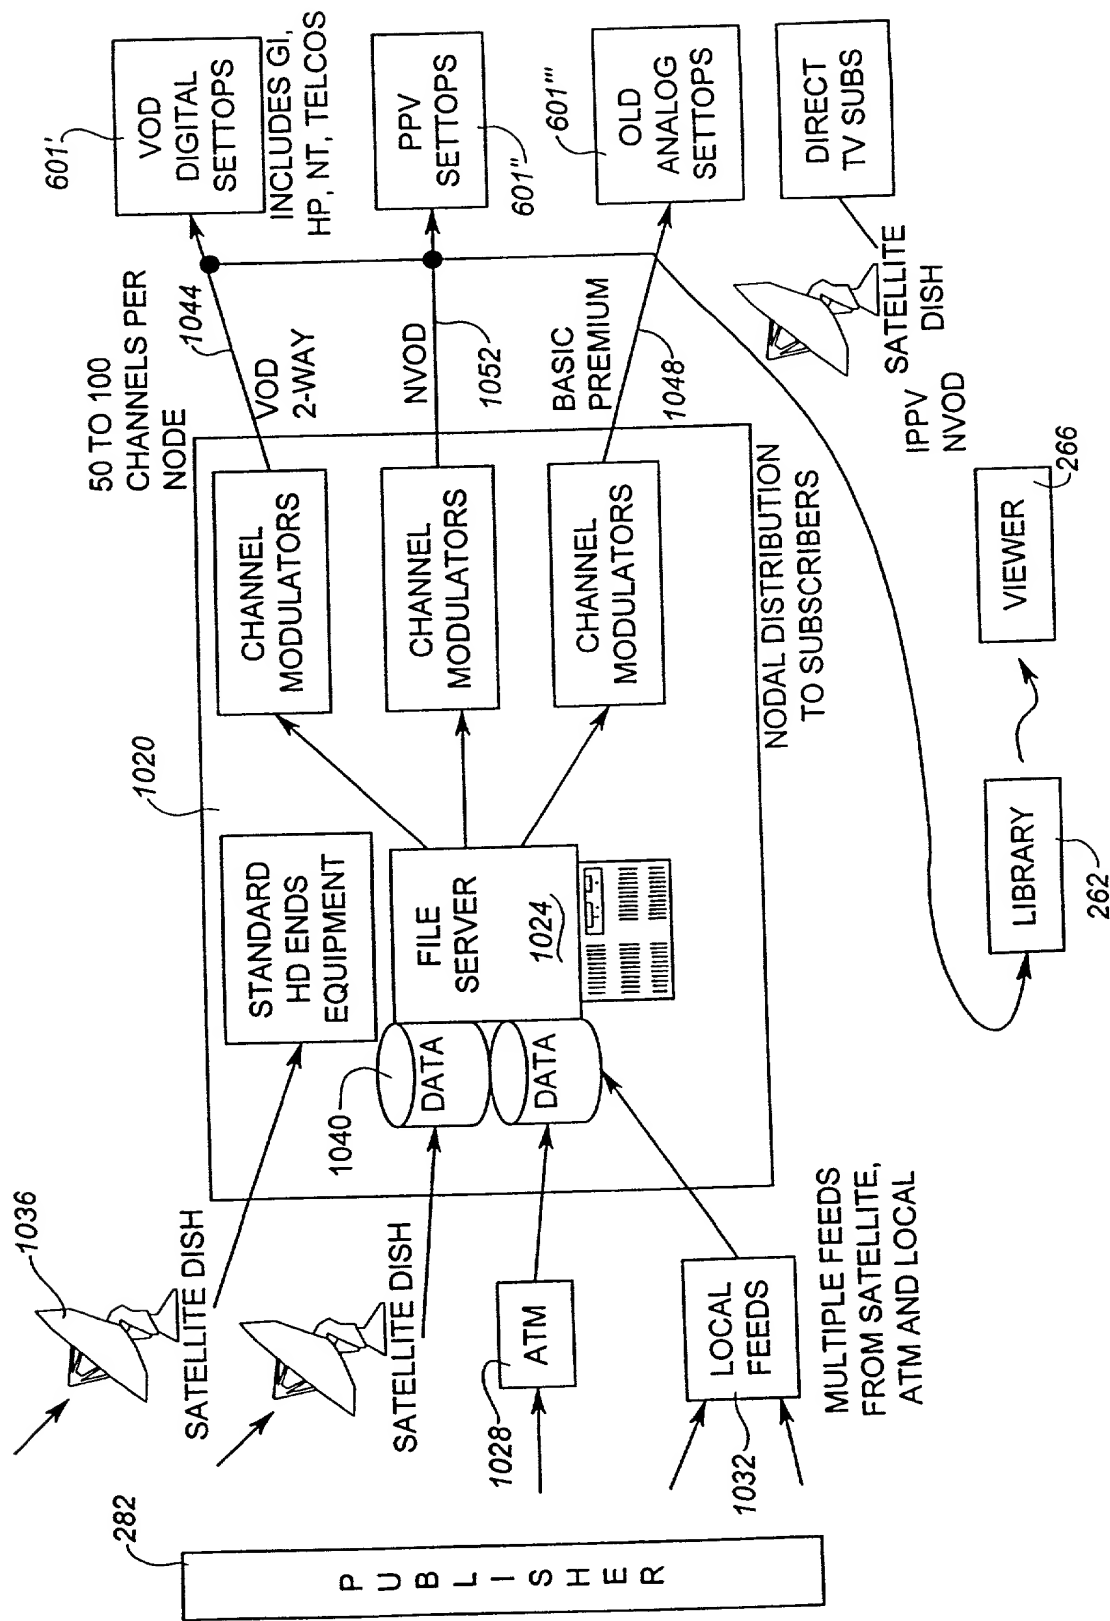 282
PUBLISHER
1036
SATELLITE DISH
SATELLITE DISH
1028
ATM
1032
LOCAL
FEEDS
MULTIPLE FEEDS
FROM SATELLITE,
ATM AND LOCAL
1020
STANDARD
HD ENDS
EQUIPMENT
1040
DATA
DATA
FILE
SERVER
1024
CHANNEL
MODULATORS
CHANNEL
MODULATORS
CHANNEL
MODULATORS
NODAL DISTRIBUTION
TO SUBSCRIBERS
50 TO 100
CHANNELS PER
NODE
1044
VOD
2-WAY
NVOD
1052
BASIC
PREMIUM
1048
601'
VOD
DIGITAL
SETTOPS
INCLUDES GI,
HP, NT, TELCOS
PPV
SETTOPS
601"
601'''
OLD
ANALOG
SETTOPS
DIRECT
TV SUBS
SATELLITE
DISH
IPPV
NVOD
LIBRARY
262
VIEWER
266